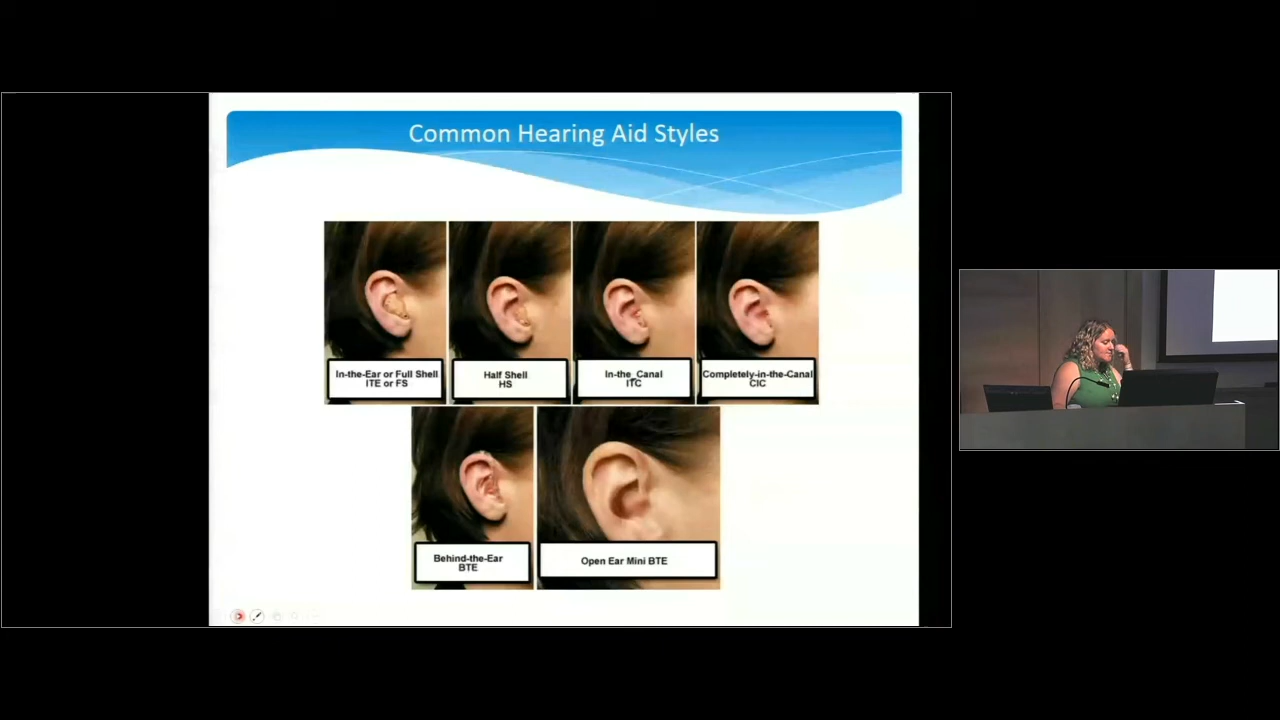 Common Hearing Aid Styles
In-the-Ear or Full Shell
ITE or FS
Half Shell
HS
In-the Canal
ITC
Completely-in-the-Canal
CIC
Behind-the-Ear
BTE
Open Ear Mini BTE